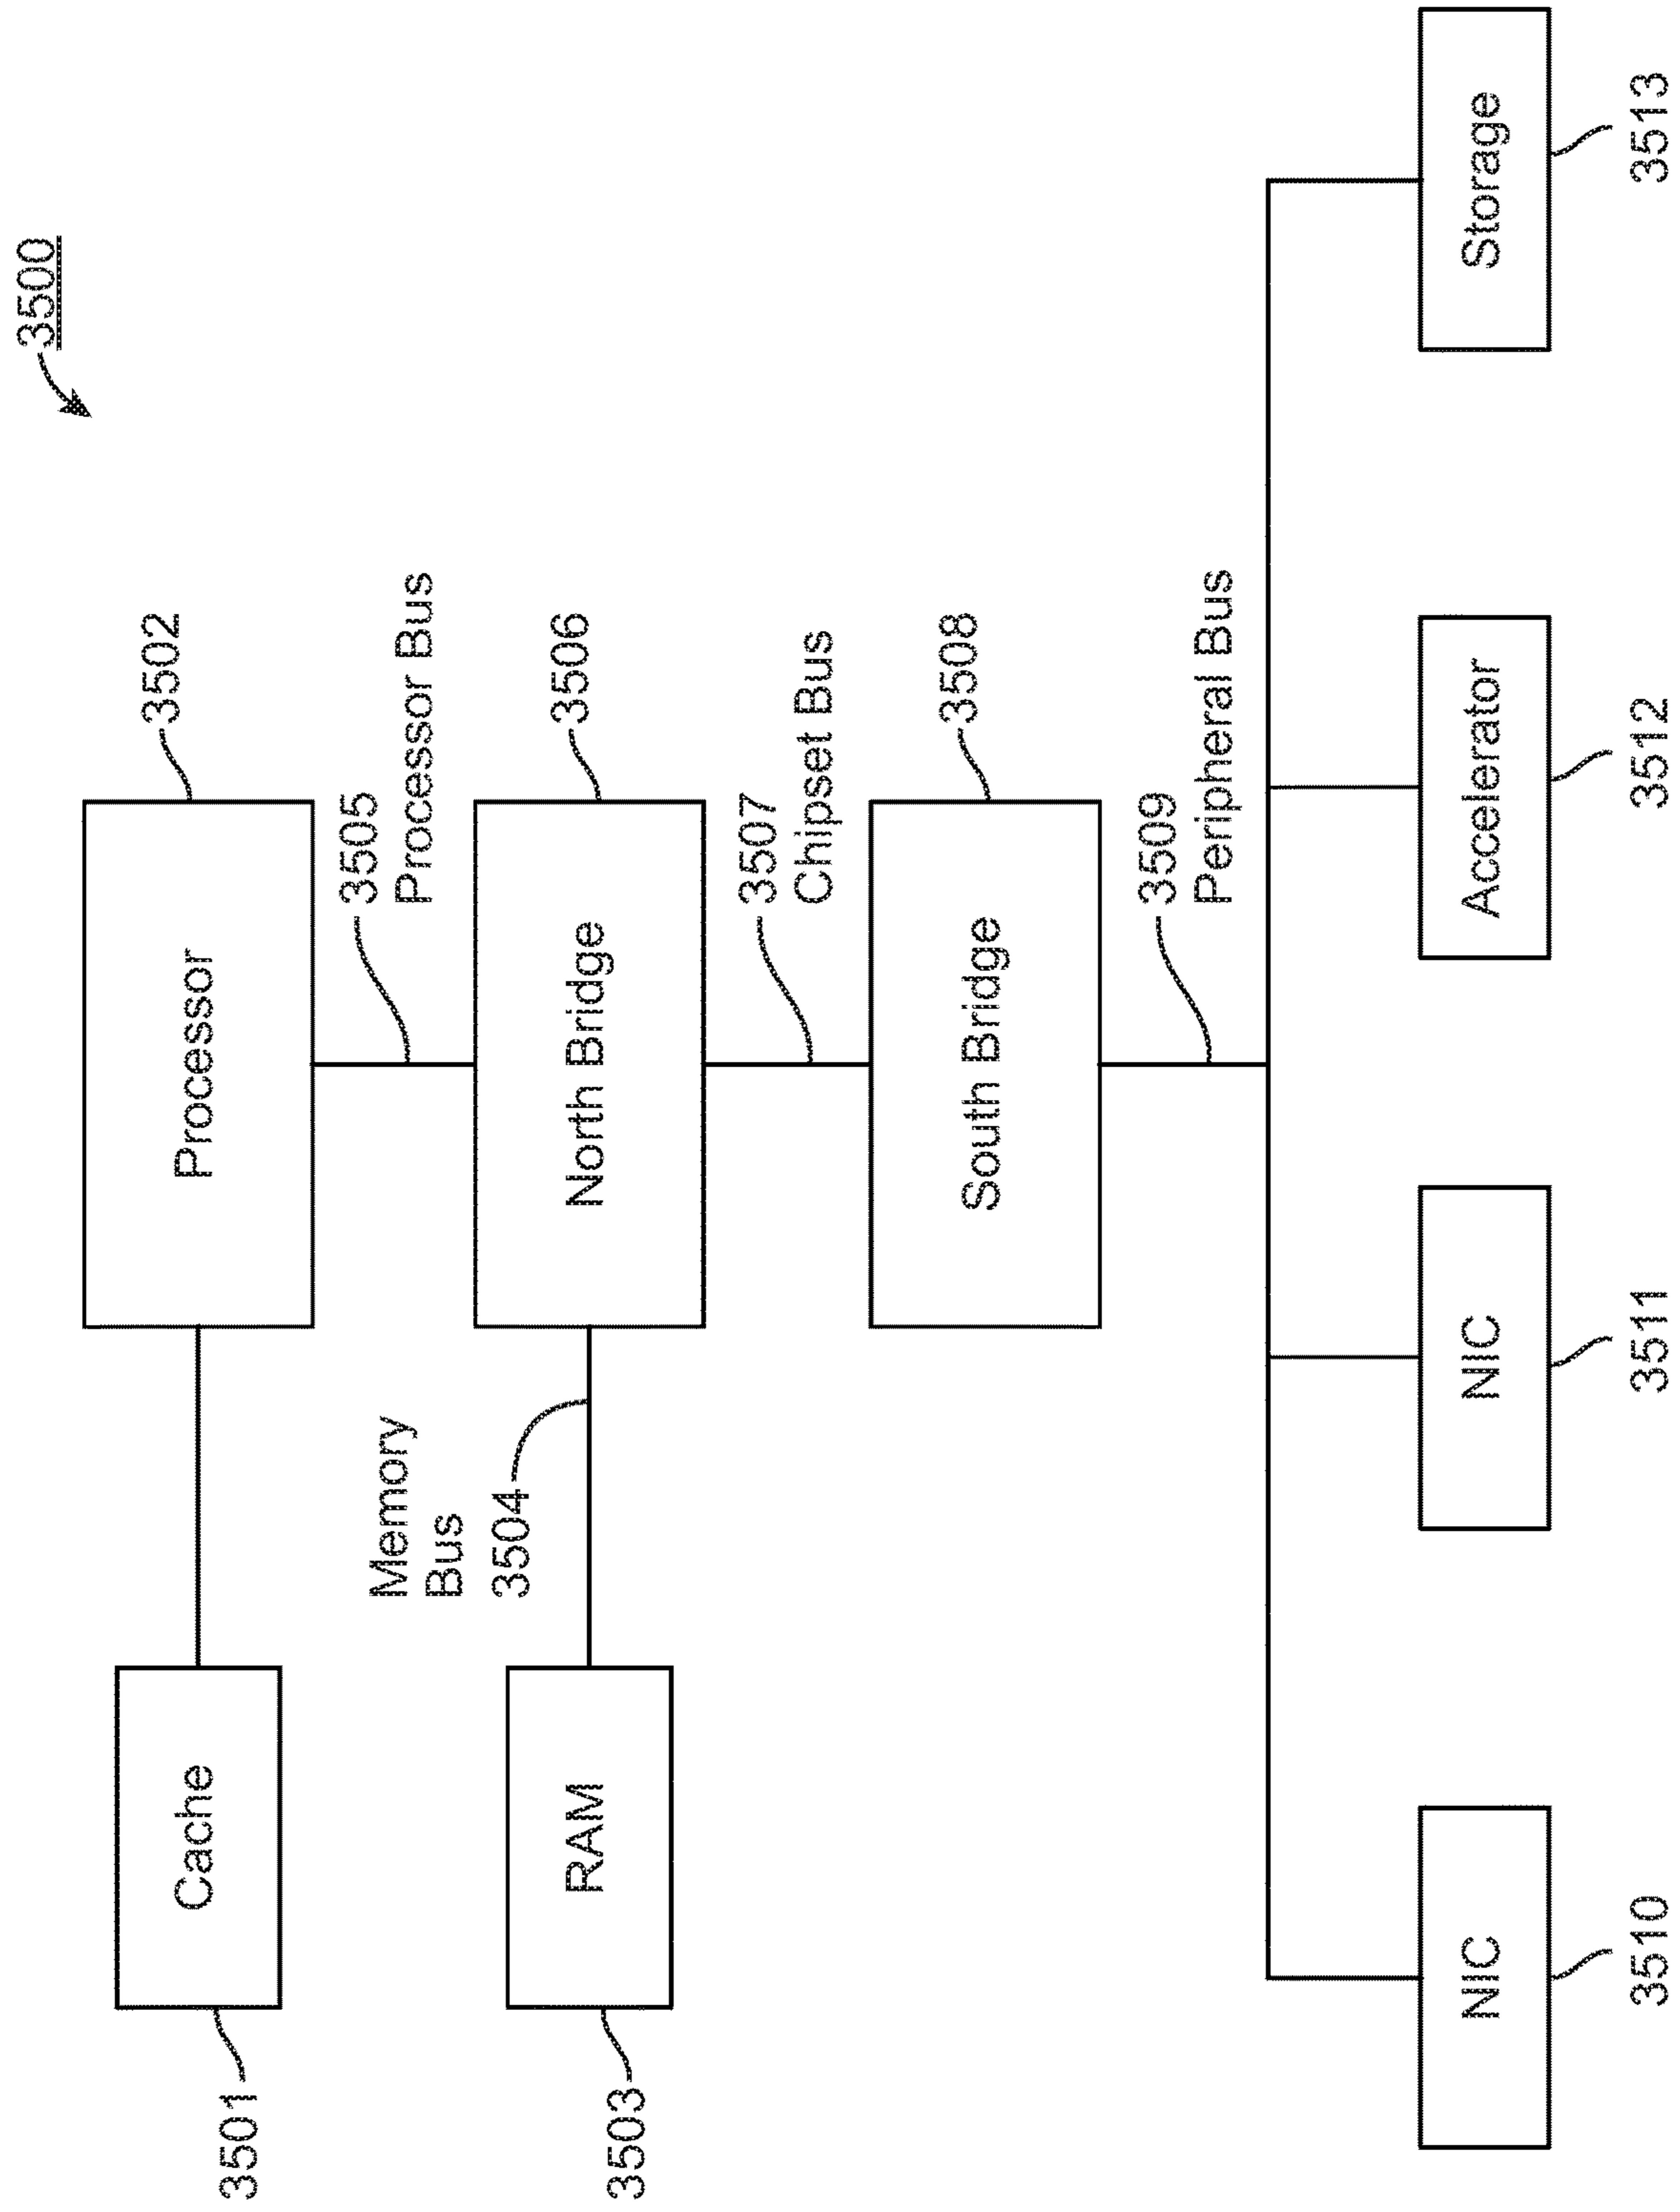 3500
3501
Cache
Processor
3502
3505
Processor Bus
Memory
Bus
3504
3503
RAM
North Bridge
3506
3507
Chipset Bus
South Bridge
3508
3509
Peripheral Bus
NIC
NIC
Accelerator
Storage
3510
3511
3512
3513